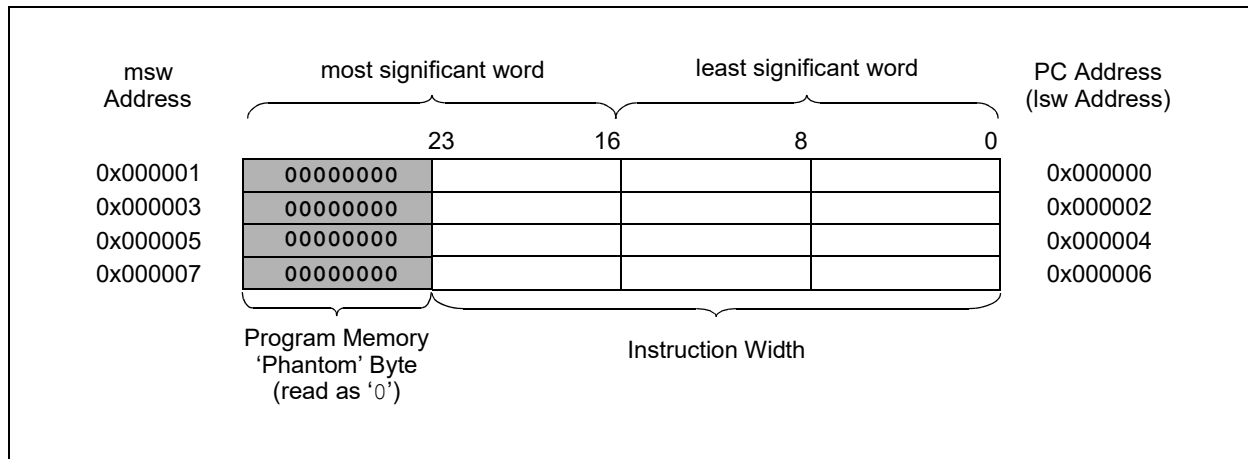 msw
Address
most significant word
least significant word
PC Address
(lsw Address)
23
16
8
0
0x000001
00000000
0x000000
0x000003
00000000
0x000002
0x000005
00000000
0x000004
0x000007
00000000
0x000006
Program Memory
‘Phantom’ Byte
(read as ‘0’)
Instruction Width